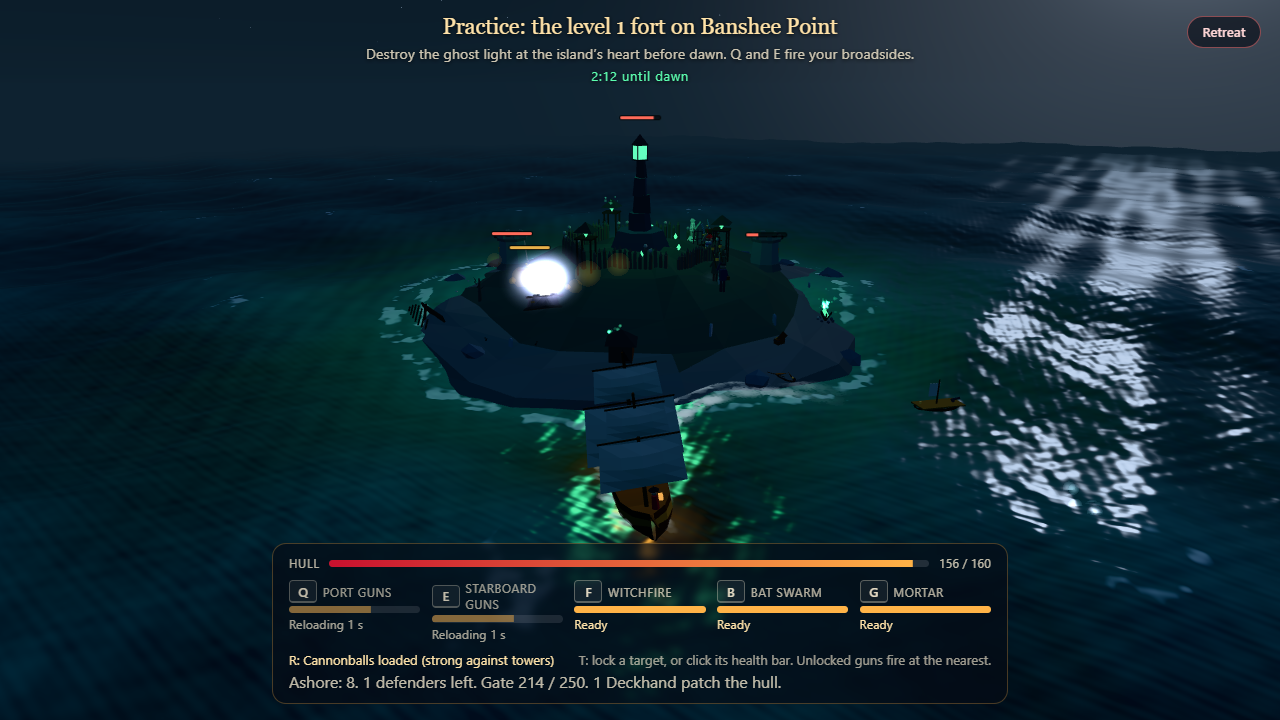 Practice: the level 1 fort on Banshee Point
Retreat
Destroy the ghost light at the island's heart before dawn. Q and E fire your broadsides.
2:12 until dawn
HULL 156 / 160
Q PORT GUNS
Reloading 1 s
E STARBOARD GUNS
Reloading 1 s
F WITCHFIRE
Ready
B BAT SWARM
Ready
G MORTAR
Ready
R: Cannonballs loaded (strong against towers) T: lock a target, or click its health bar. Unlocked guns fire at the nearest.
Ashore: 8. 1 defenders left. Gate 214 / 250. 1 Deckhand patch the hull.